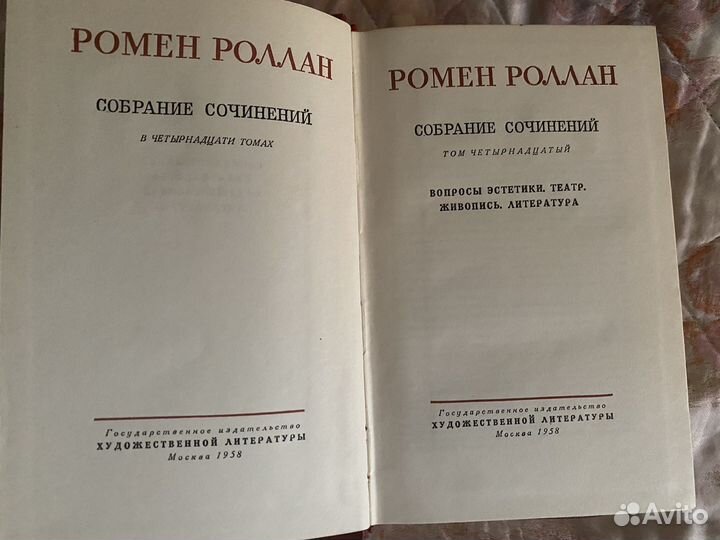 РОМЕН РОЛЛАН
СОБРАНИЕ СОЧИНЕНИЙ
В ЧЕТЫРНАДЦАТИ ТОМАХ
Государственное издательство
ХУДОЖЕСТВЕННОЙ ЛИТЕРАТУРЫ
Москва 1958
РОМЕН РОЛЛАН
СОБРАНИЕ СОЧИНЕНИЙ
ТОМ ЧЕТЫРНАДЦАТЫЙ
ВОПРОСЫ ЭСТЕТИКИ. ТЕАТР.
ЖИВОПИСЬ. ЛИТЕРАТУРА
Государственное издательство
ХУДОЖЕСТВЕННОЙ ЛИТЕРАТУРЫ
Москва 1958
Avito